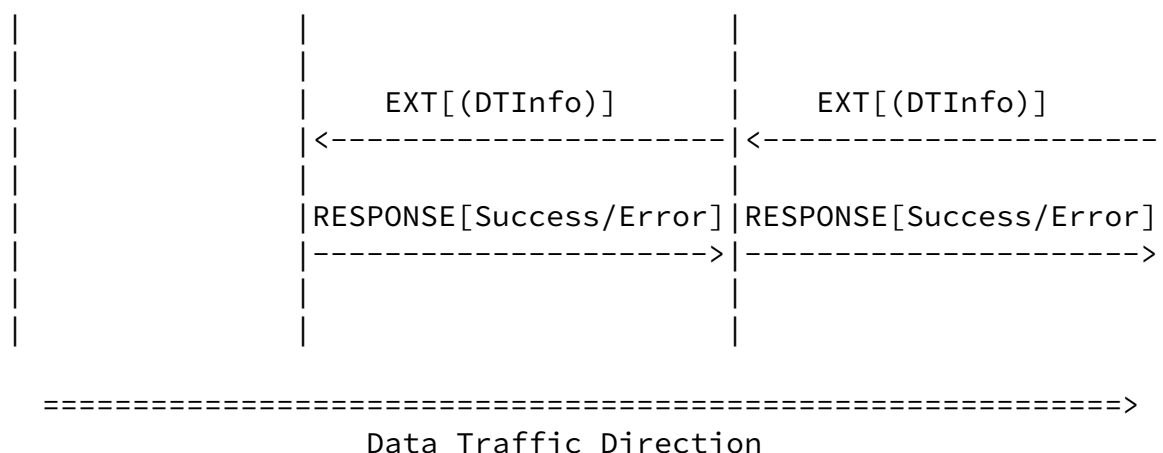 EXT[(DTInfo)] EXT[(DTInfo)]
RESPONSE[Success/Error] RESPONSE[Success/Error]
Data Traffic Direction